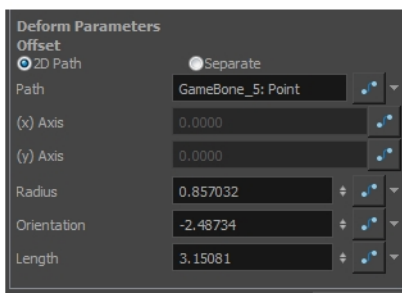 Deform Parameters
Offset
2D Path Separate
Path GameBone_5: Point
(x) Axis 0.0000
(y) Axis 0.0000
Radius 0.857032
Orientation -2.48734
Length 3.15081